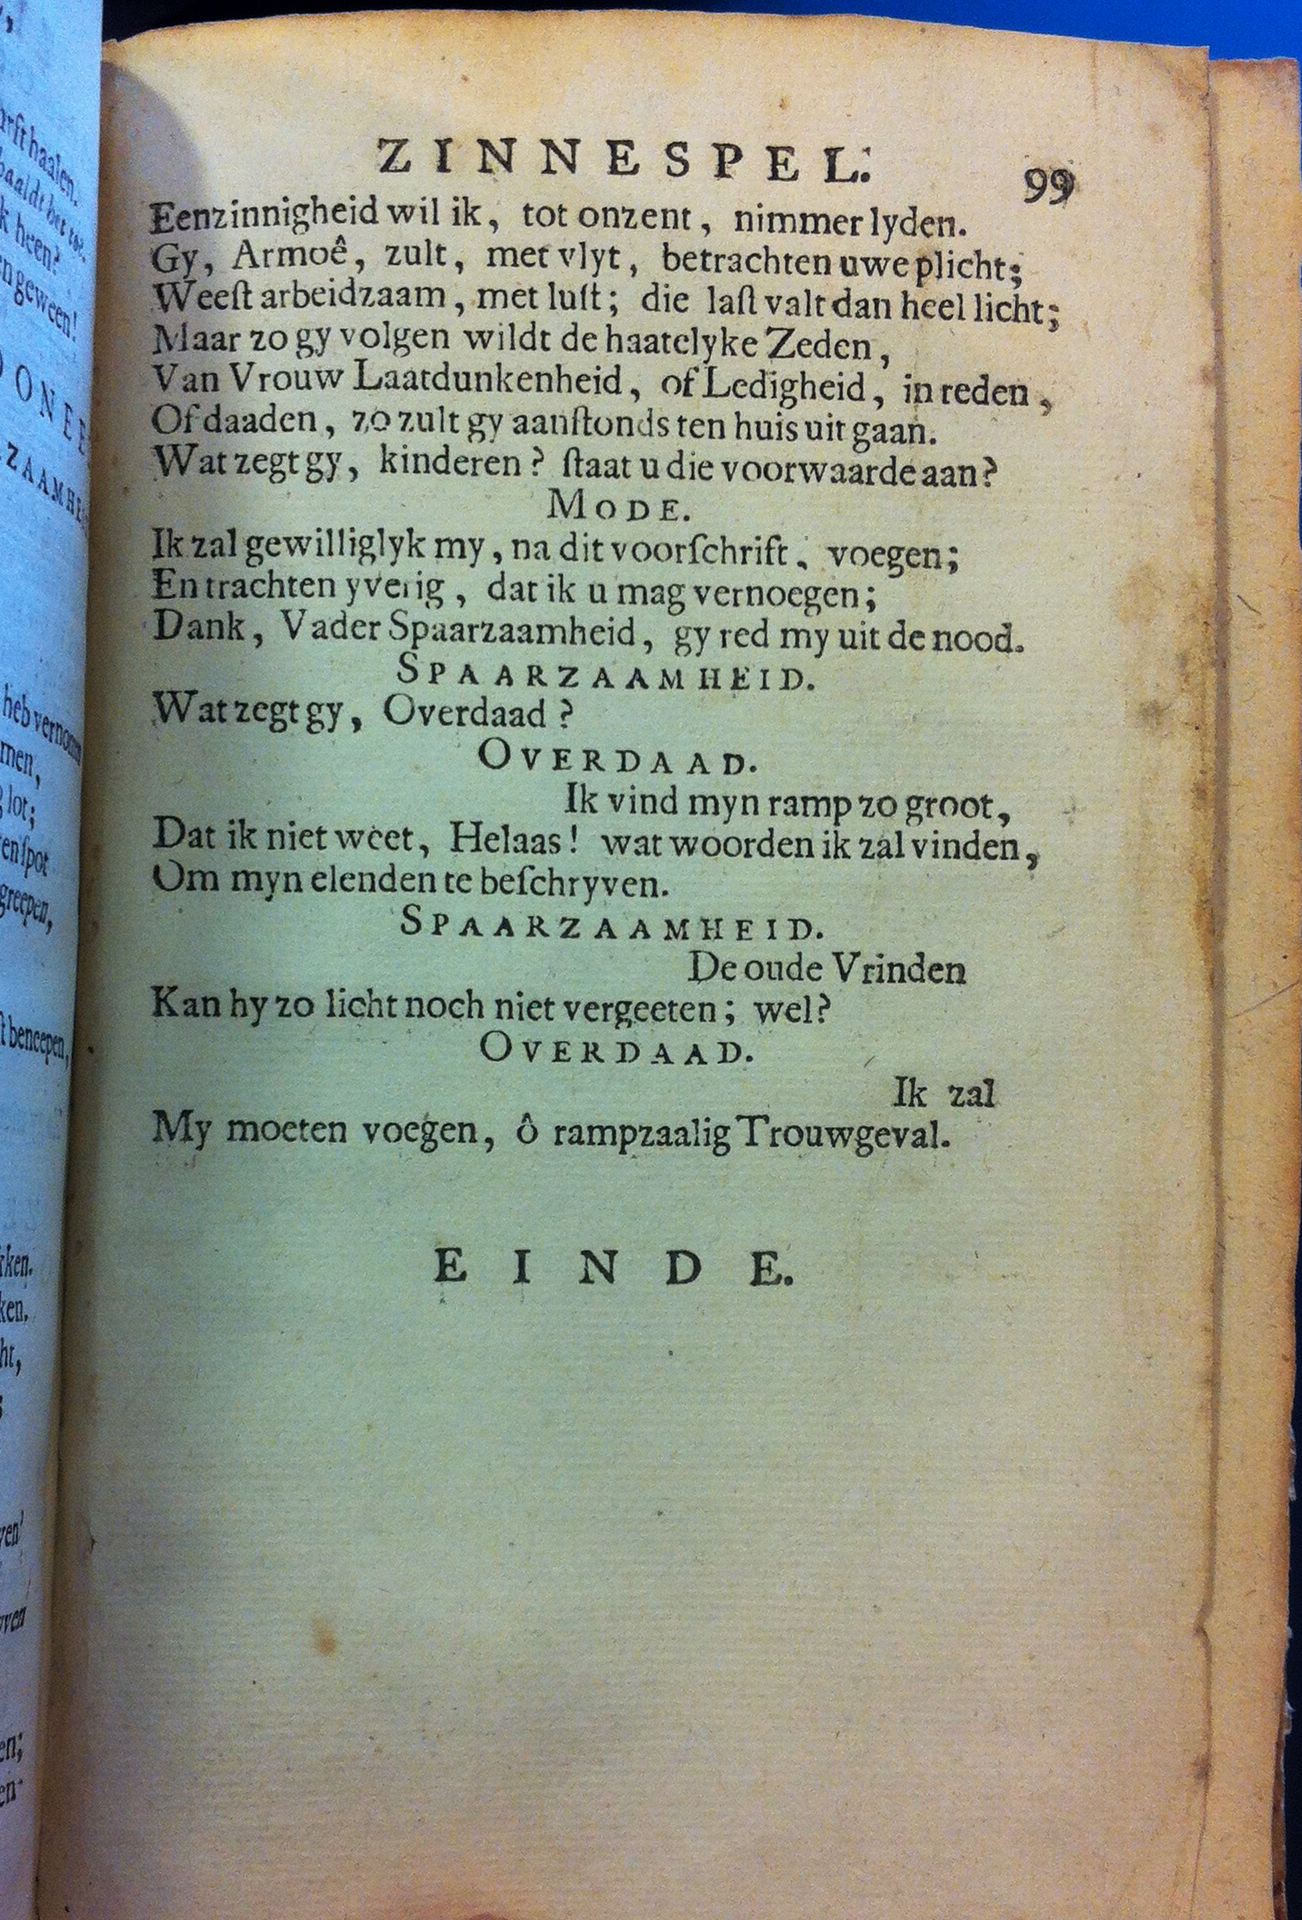 ZINNESPEL. 99
Eenzinnigheid wil ik, tot onzent, nimmer lyden.
Gy, Armoê, zult, met vlyt, betrachten uwe plicht;
Weeſt arbeidzaam, met luſt; die laſt valt dan heel licht;
Maar zo gy volgen wildt de haatelyke Zeden,
Van Vrouw Laatdunkenheid, of Ledigheid, in reden,
Of daaden, zo zult gy aanſtonds ten huis uit gaan.
Wat zegt gy, kinderen? ſtaat u die voorwaarde aan?
MODE.
Ik zal gewilliglyk my, na dit voorſchrift, voegen;
En trachten yverig, dat ik u mag vernoegen;
Dank, Vader Spaarzaamheid, gy red my uit de nood.
SPAARZAAMHEID.
Wat zegt gy, Overdaad?
OVERDAAD.
Ik vind myn ramp zo groot,
Dat ik niet weet, Helaas! wat woorden ik zal vinden,
Om myn elenden te beſchryven.
SPAARZAAMHEID.
De oude Vrinden
Kan hy zo licht noch niet vergeeten; wel?
OVERDAAD.
Ik zal
My moeten voegen, ô rampzaalig Trouwgeval.
EINDE.